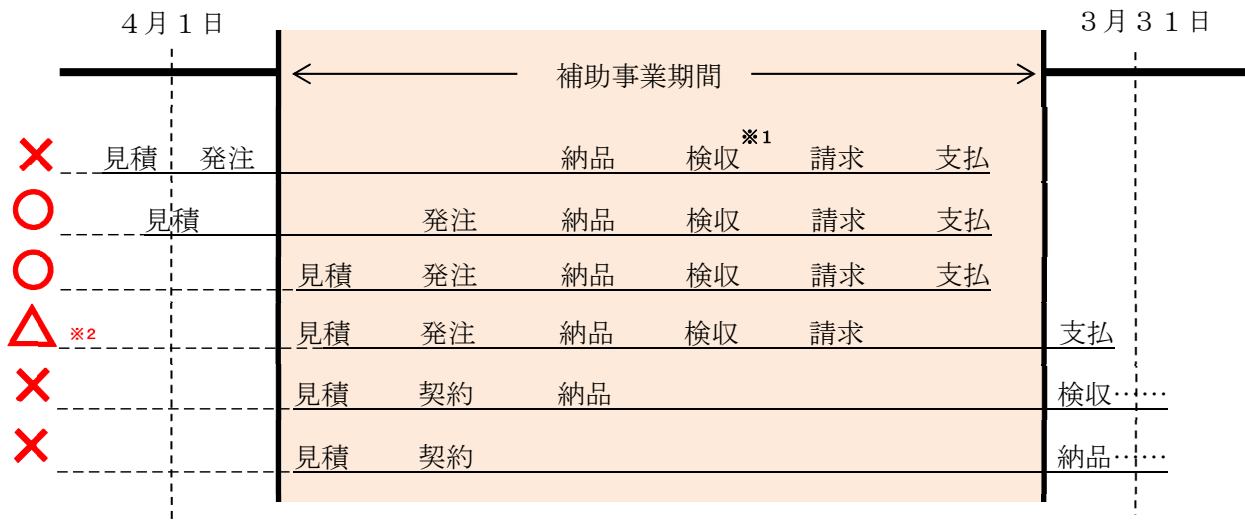 ４月１日
３月３１日
補助事業期間
× 見積 発注 納品 検収※1 請求 支払
○ 見積 発注 納品 検収 請求 支払
○ 見積 発注 納品 検収 請求 支払
△ ※2 見積 発注 納品 検収 請求 支払
× 見積 契約 納品 検収……
× 見積 契約 納品……